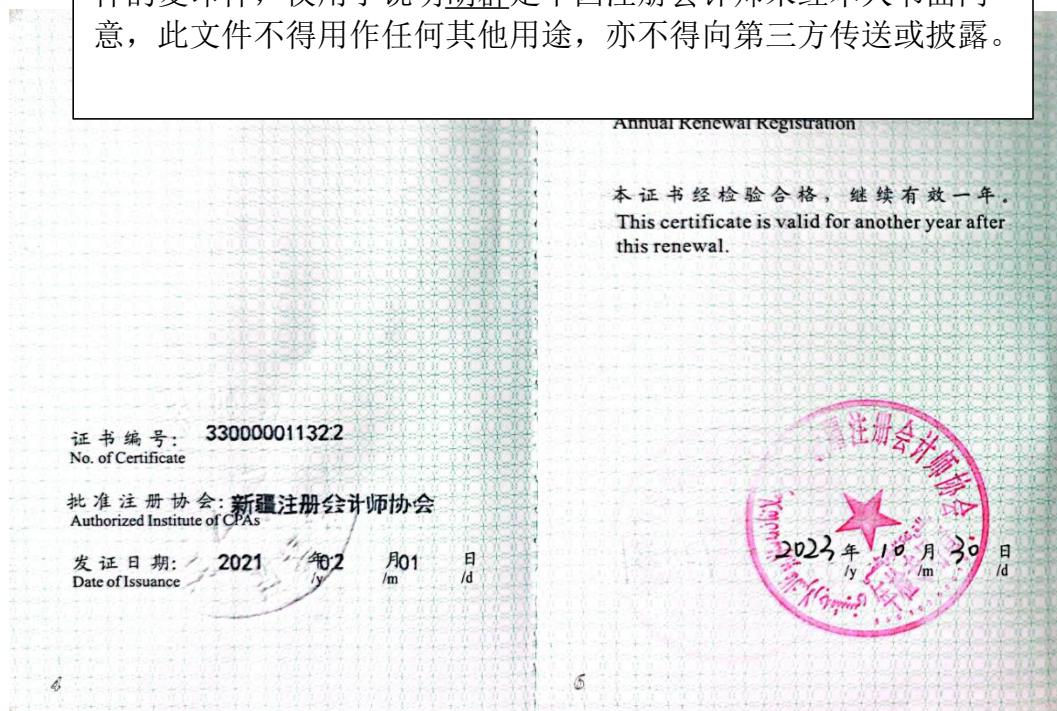 意，此文件不得用作任何其他用途，亦不得向第三方传送或披露。
Annual Renewal Registration
本证书经检验合格，继续有效一年。
This certificate is valid for another year after
this renewal.
证书编号： 330000011322
No. of Certificate
批准注册协会：新疆注册会计师协会
Authorized Institute of CPAs
发证日期： 2021 年02 月01 日
Date of Issuance /y /m /d
注册会计师协会
2023 年 10 月 30 日
/y /m /d
4
5